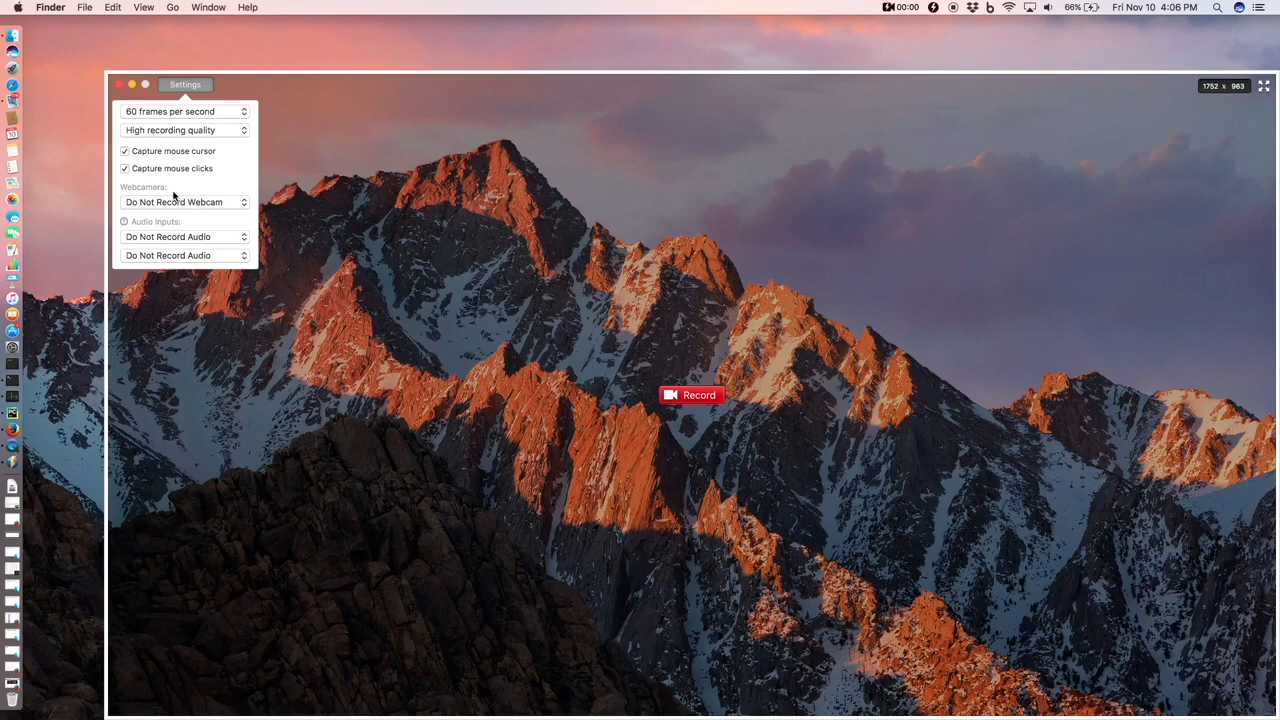 Finder File Edit View Go Window Help
00:00 66% Fri Nov 10 4:06 PM
Settings
1752 x 963
60 frames per second
High recording quality
Capture mouse cursor
Capture mouse clicks
Webcamera:
Do Not Record Webcam
Audio Inputs:
Do Not Record Audio
Do Not Record Audio
Record